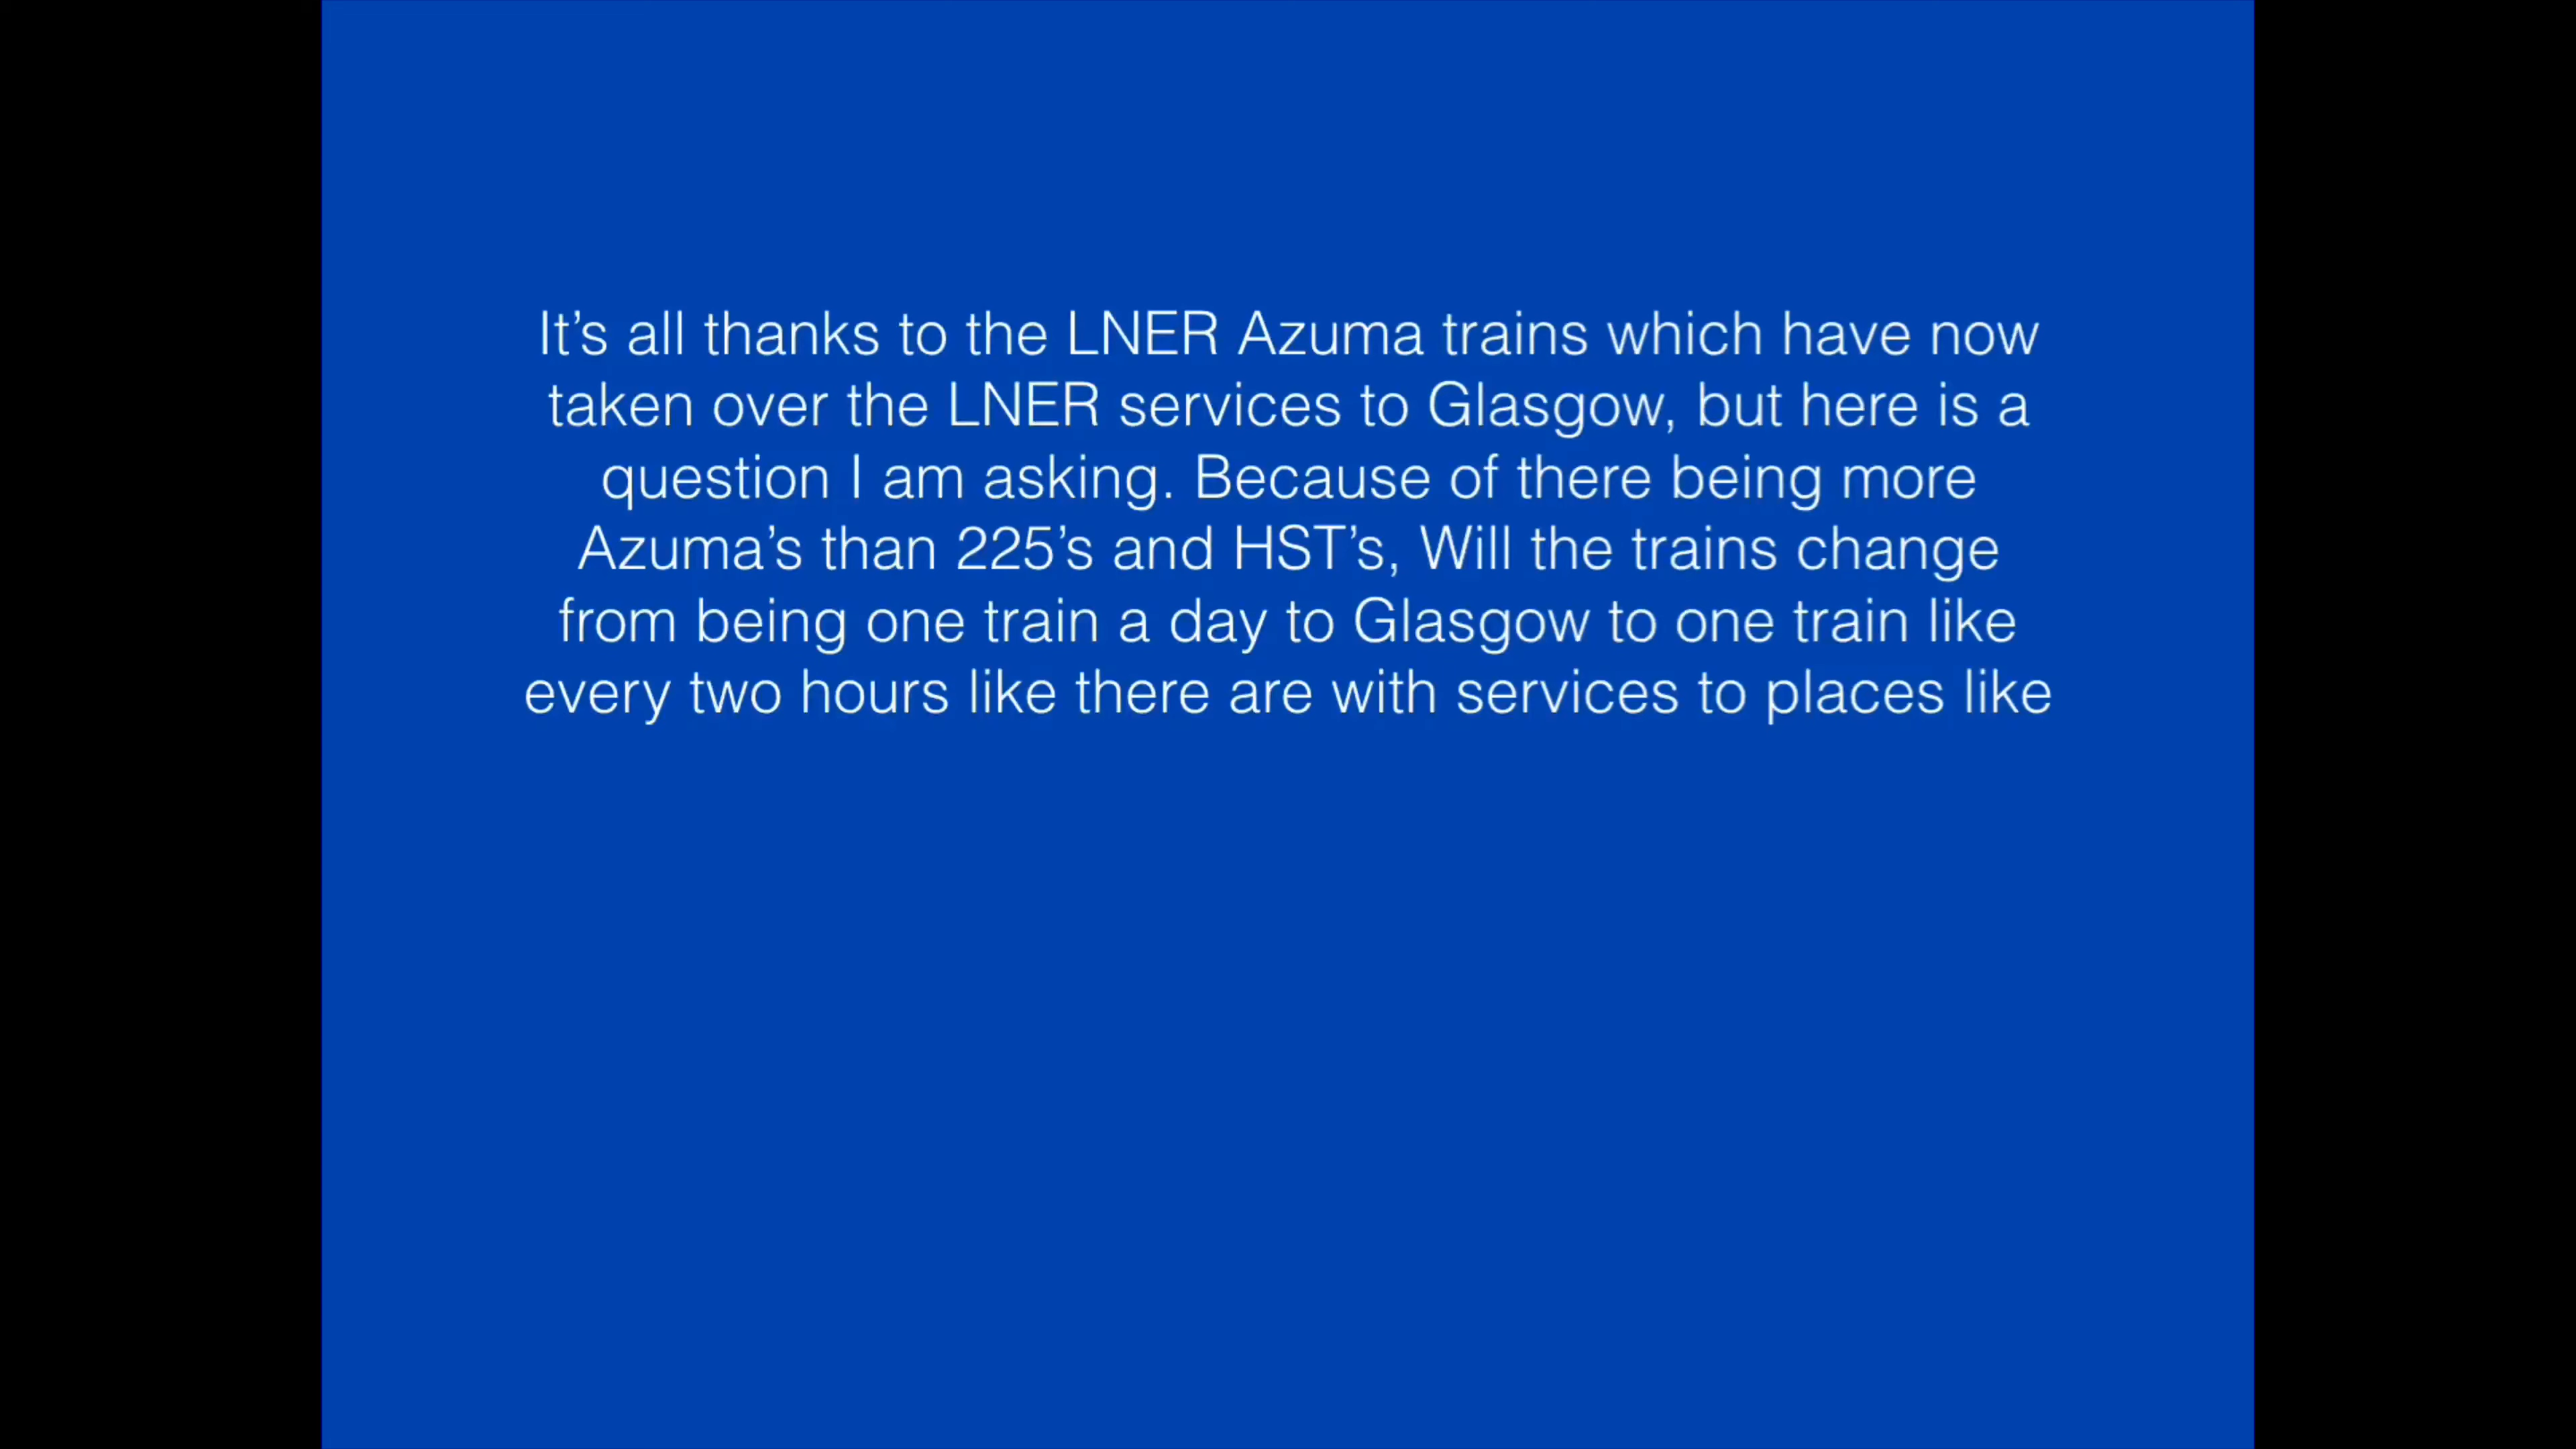 It’s all thanks to the LNER Azuma trains which have now
taken over the LNER services to Glasgow, but here is a
question I am asking. Because of there being more
Azuma’s than 225’s and HST’s, Will the trains change
from being one train a day to Glasgow to one train like
every two hours like there are with services to places like